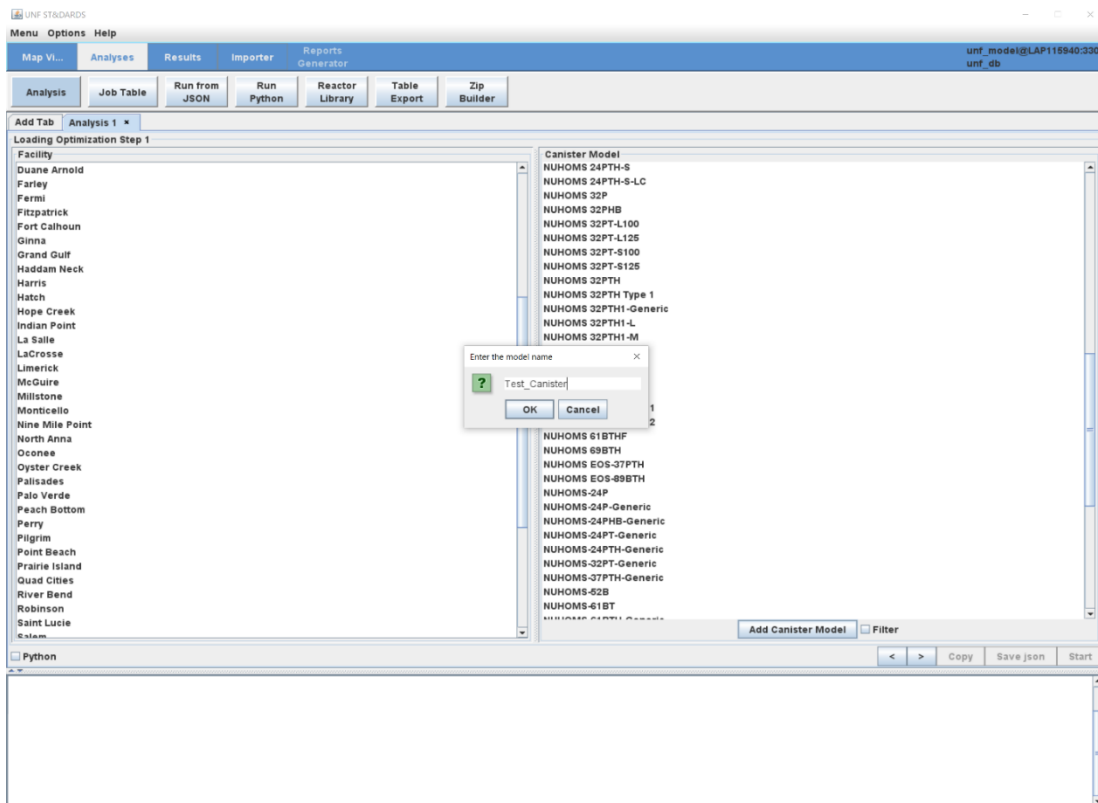 UNF ST&DARDS
Menu Options Help
Map Vi... Analyses Results Importer Reports Generator
unf_model@LAP115940:330
unf_db
Analysis Job Table Run from JSON Run Python Reactor Library Table Export Zip Builder
Add Tab Analysis 1 ×
Loading Optimization Step 1
Facility
Duane Arnold
Farley
Fermi
Fitzpatrick
Fort Calhoun
Ginna
Grand Gulf
Haddam Neck
Harris
Hatch
Hope Creek
Indian Point
La Salle
LaCrosse
Limerick
McGuire
Millstone
Monticello
Nine Mile Point
North Anna
Oconee
Oyster Creek
Palisades
Palo Verde
Peach Bottom
Perry
Pilgrim
Point Beach
Prairie Island
Quad Cities
River Bend
Robinson
Saint Lucie
Salem
Canister Model
NUHOMS 24PTH-S
NUHOMS 24PTH-S-LC
NUHOMS 32P
NUHOMS 32PHB
NUHOMS 32PT-L100
NUHOMS 32PT-L125
NUHOMS 32PT-S100
NUHOMS 32PT-S125
NUHOMS 32PTH
NUHOMS 32PTH Type 1
NUHOMS 32PTH1-Generic
NUHOMS 32PTH1-L
NUHOMS 32PTH1-M
1
2
NUHOMS 61BTHF
NUHOMS 69BTH
NUHOMS EOS-37PTH
NUHOMS EOS-89BTH
NUHOMS-24P
NUHOMS-24P-Generic
NUHOMS-24PHB-Generic
NUHOMS-24PT-Generic
NUHOMS-24PTH-Generic
NUHOMS-32PT-Generic
NUHOMS-37PTH-Generic
NUHOMS-52B
NUHOMS-61BT
Enter the model name
?
Test_Canister
OK Cancel
Add Canister Model Filter
Python
< > Copy Save json Start